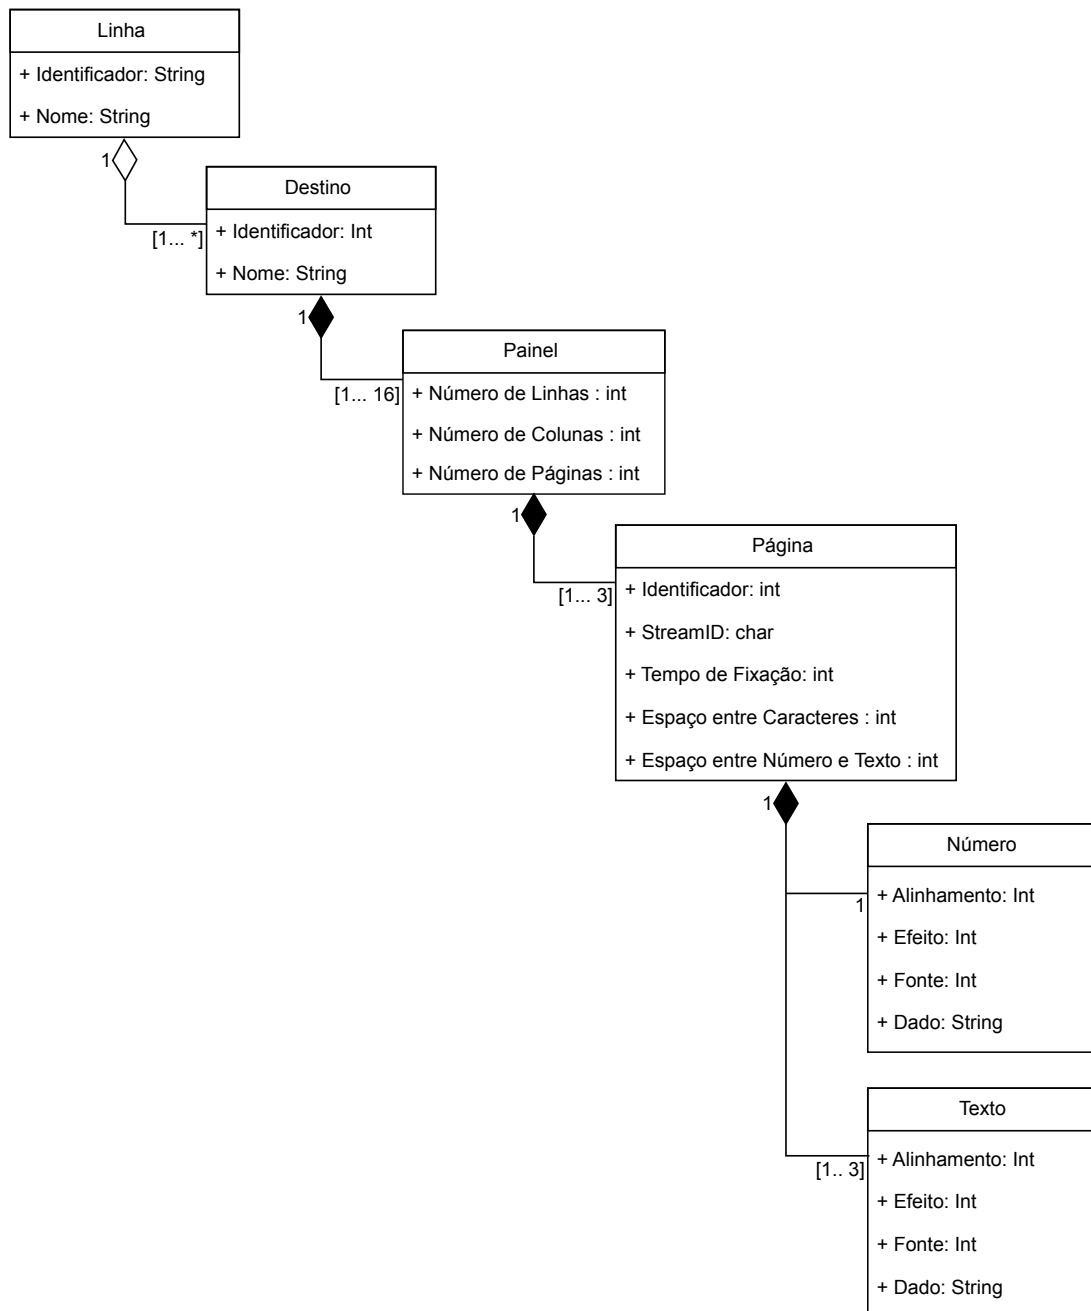 Linha
+ Identificador: String
+ Nome: String
1
[1... *]
Destino
+ Identificador: Int
+ Nome: String
1
[1... 16]
Painel
+ Número de Linhas : int
+ Número de Colunas : int
+ Número de Páginas : int
1
[1... 3]
Página
+ Identificador: int
+ StreamID: char
+ Tempo de Fixação: int
+ Espaço entre Caracteres : int
+ Espaço entre Número e Texto : int
1
1
Número
+ Alinhamento: Int
+ Efeito: Int
+ Fonte: Int
+ Dado: String
[1.. 3]
Texto
+ Alinhamento: Int
+ Efeito: Int
+ Fonte: Int
+ Dado: String